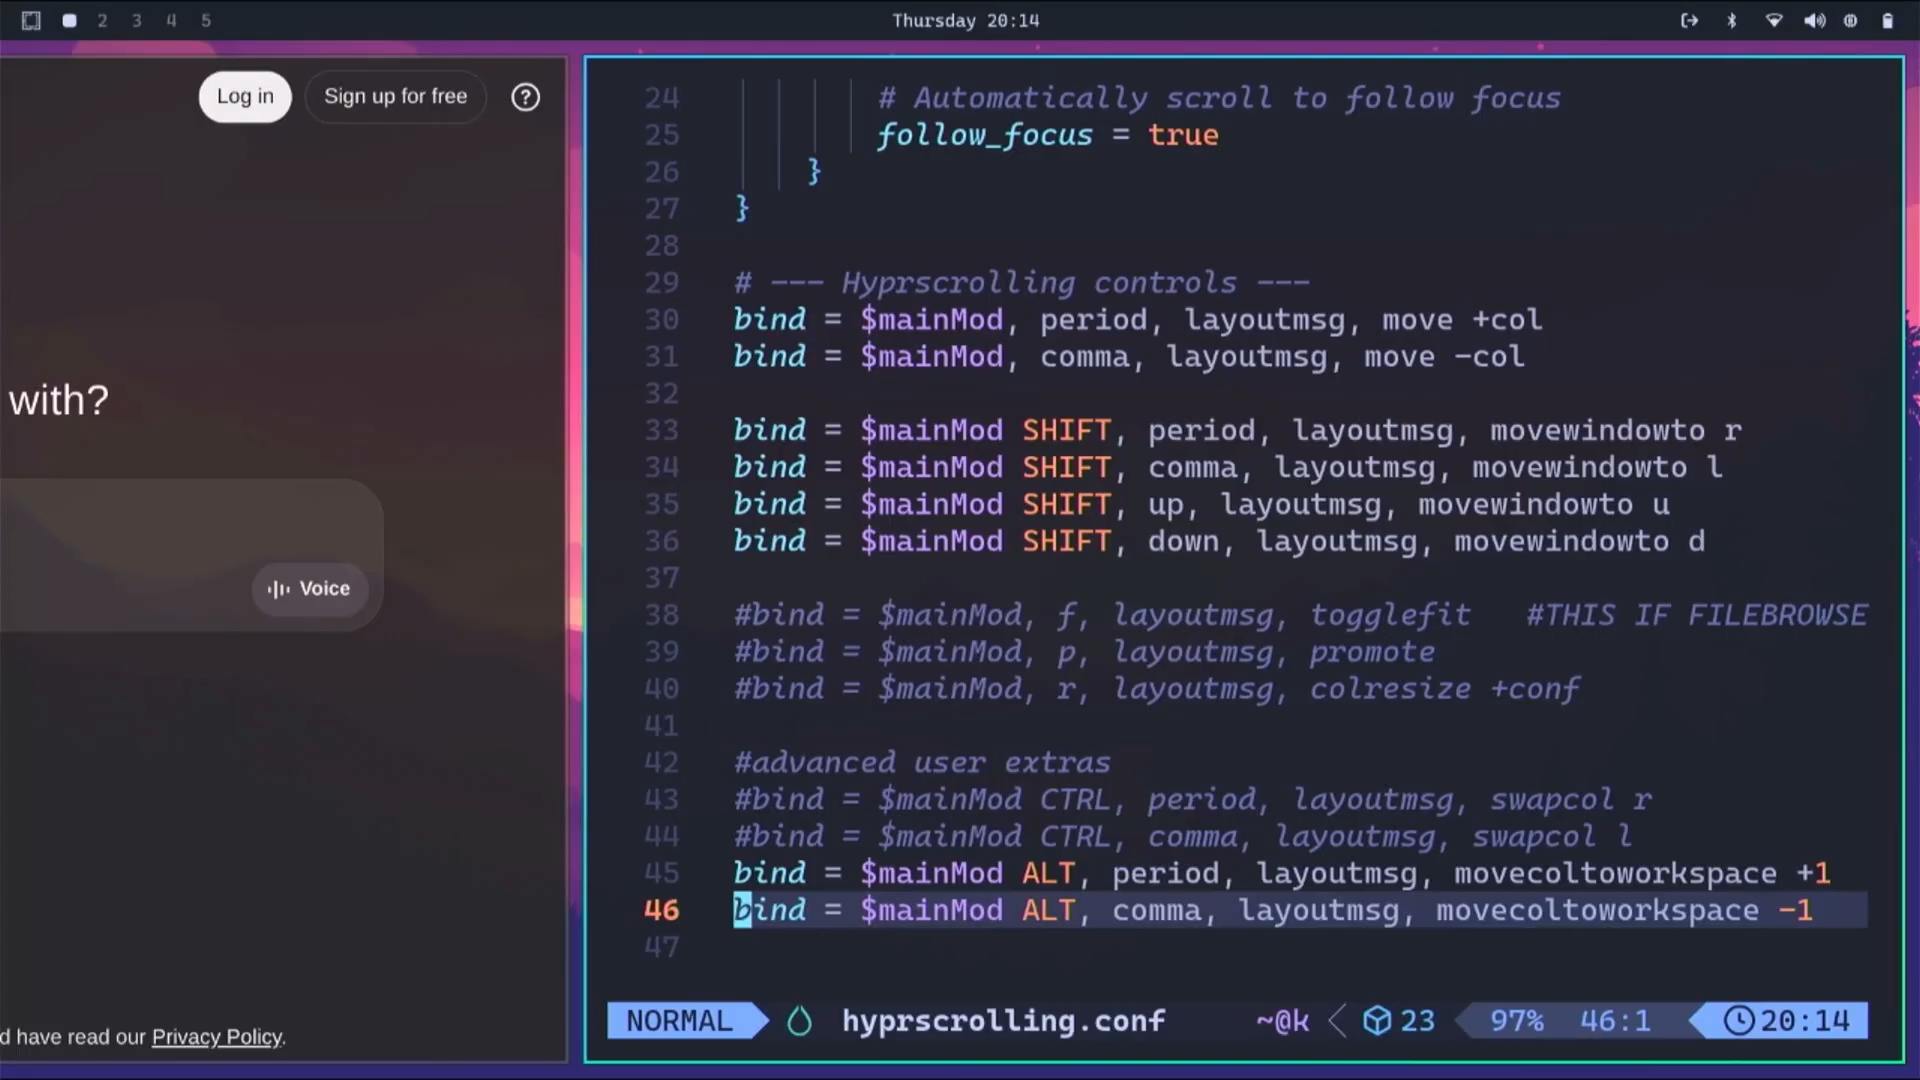 2 3 4 5
Thursday 20:14
Log in
Sign up for free
with?
Voice
d have read our Privacy Policy.
24 # Automatically scroll to follow focus
25 follow_focus = true
26 }
27 }
28
29 # --- Hyprscrolling controls ---
30 bind = $mainMod, period, layoutmsg, move +col
31 bind = $mainMod, comma, layoutmsg, move -col
32
33 bind = $mainMod SHIFT, period, layoutmsg, movewindowto r
34 bind = $mainMod SHIFT, comma, layoutmsg, movewindowto l
35 bind = $mainMod SHIFT, up, layoutmsg, movewindowto u
36 bind = $mainMod SHIFT, down, layoutmsg, movewindowto d
37
38 #bind = $mainMod, f, layoutmsg, togglefit #THIS IF FILEBROWSE
39 #bind = $mainMod, p, layoutmsg, promote
40 #bind = $mainMod, r, layoutmsg, colresize +conf
41
42 #advanced user extras
43 #bind = $mainMod CTRL, period, layoutmsg, swapcol r
44 #bind = $mainMod CTRL, comma, layoutmsg, swapcol l
45 bind = $mainMod ALT, period, layoutmsg, movecoltoworkspace +1
46 bind = $mainMod ALT, comma, layoutmsg, movecoltoworkspace -1
47
NORMAL hyprscrolling.conf ~@k 23 97% 46:1 20:14